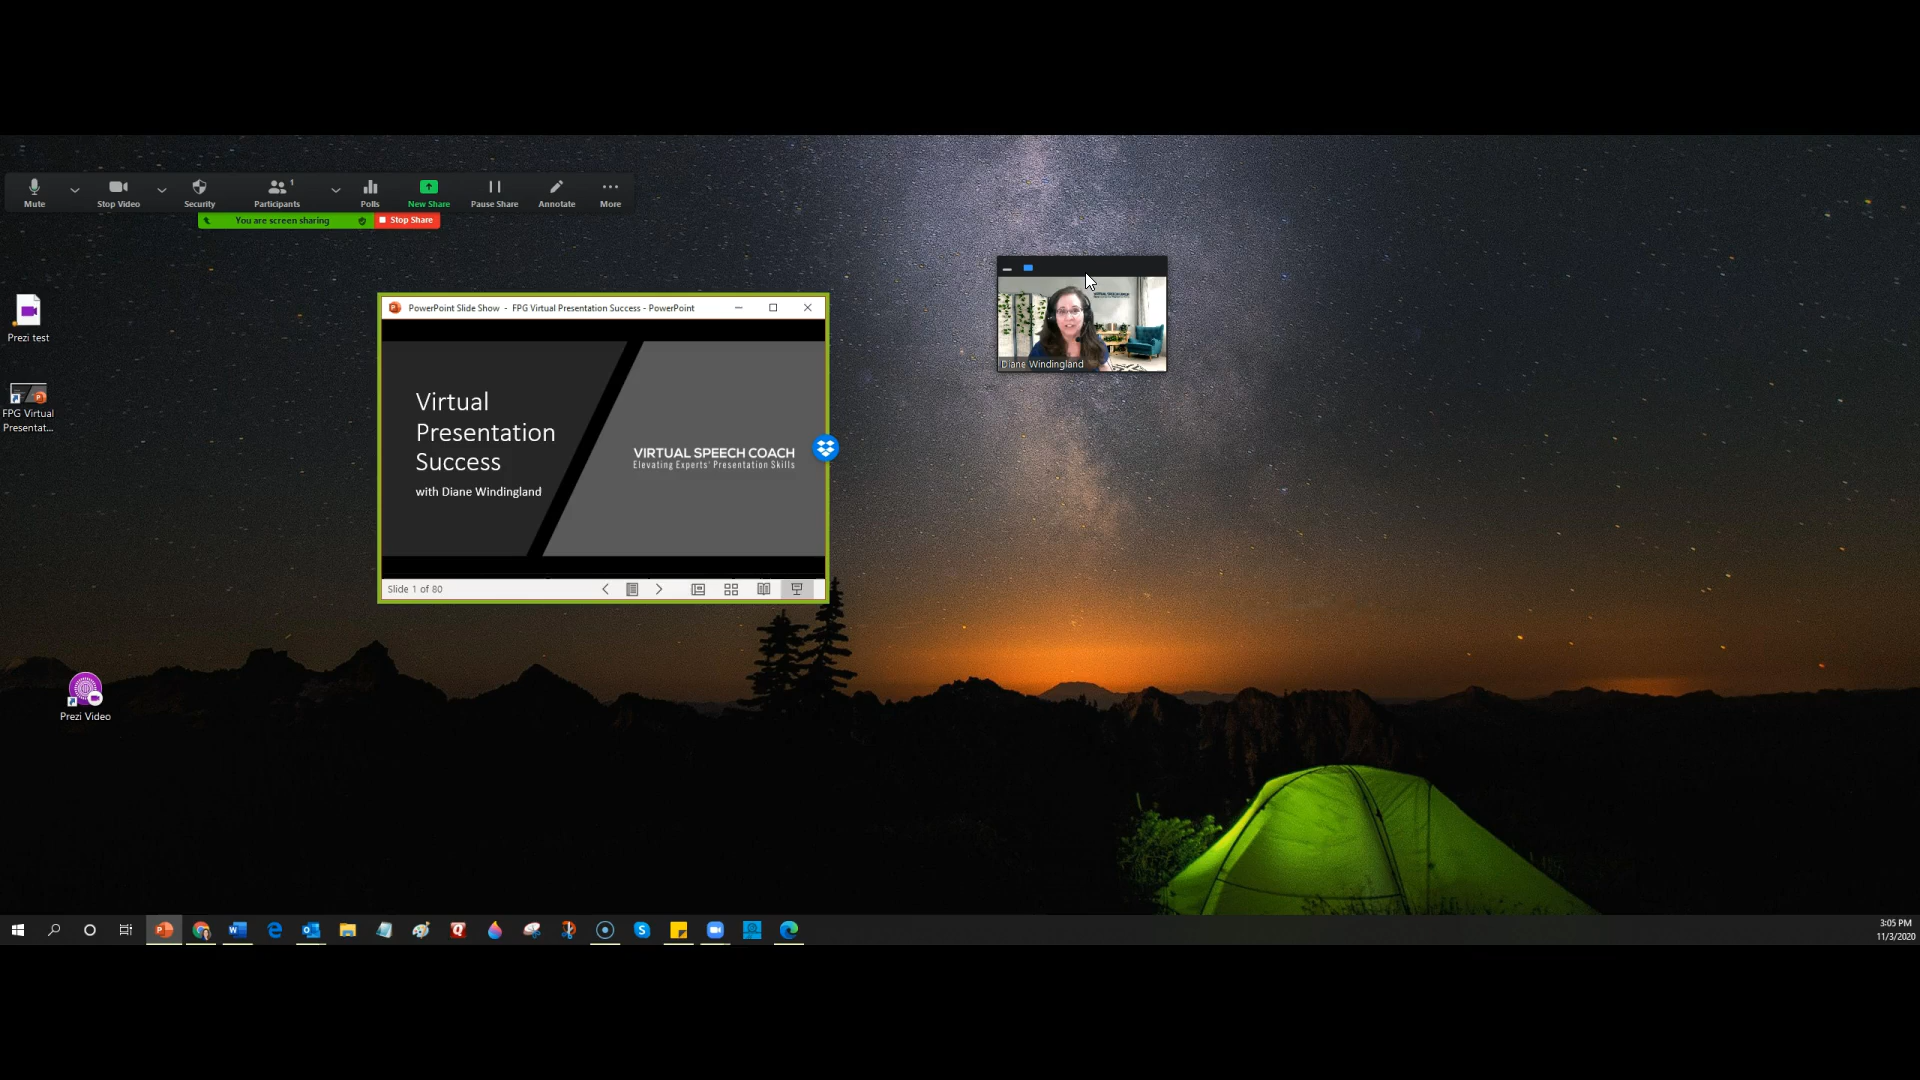 Mute
Stop Video
Security
Participants
1
Polls
New Share
Pause Share
Annotate
More
You are screen sharing
Stop Share
Prezi test
FPG Virtual
Presentat...
Prezi Video
PowerPoint Slide Show - FPG Virtual Presentation Success - PowerPoint
Virtual
Presentation
Success
with Diane Windingland
VIRTUAL SPEECH COACH
Elevating Experts' Presentation Skills
Slide 1 of 80
Diane Windingland
3:05 PM
11/3/2020